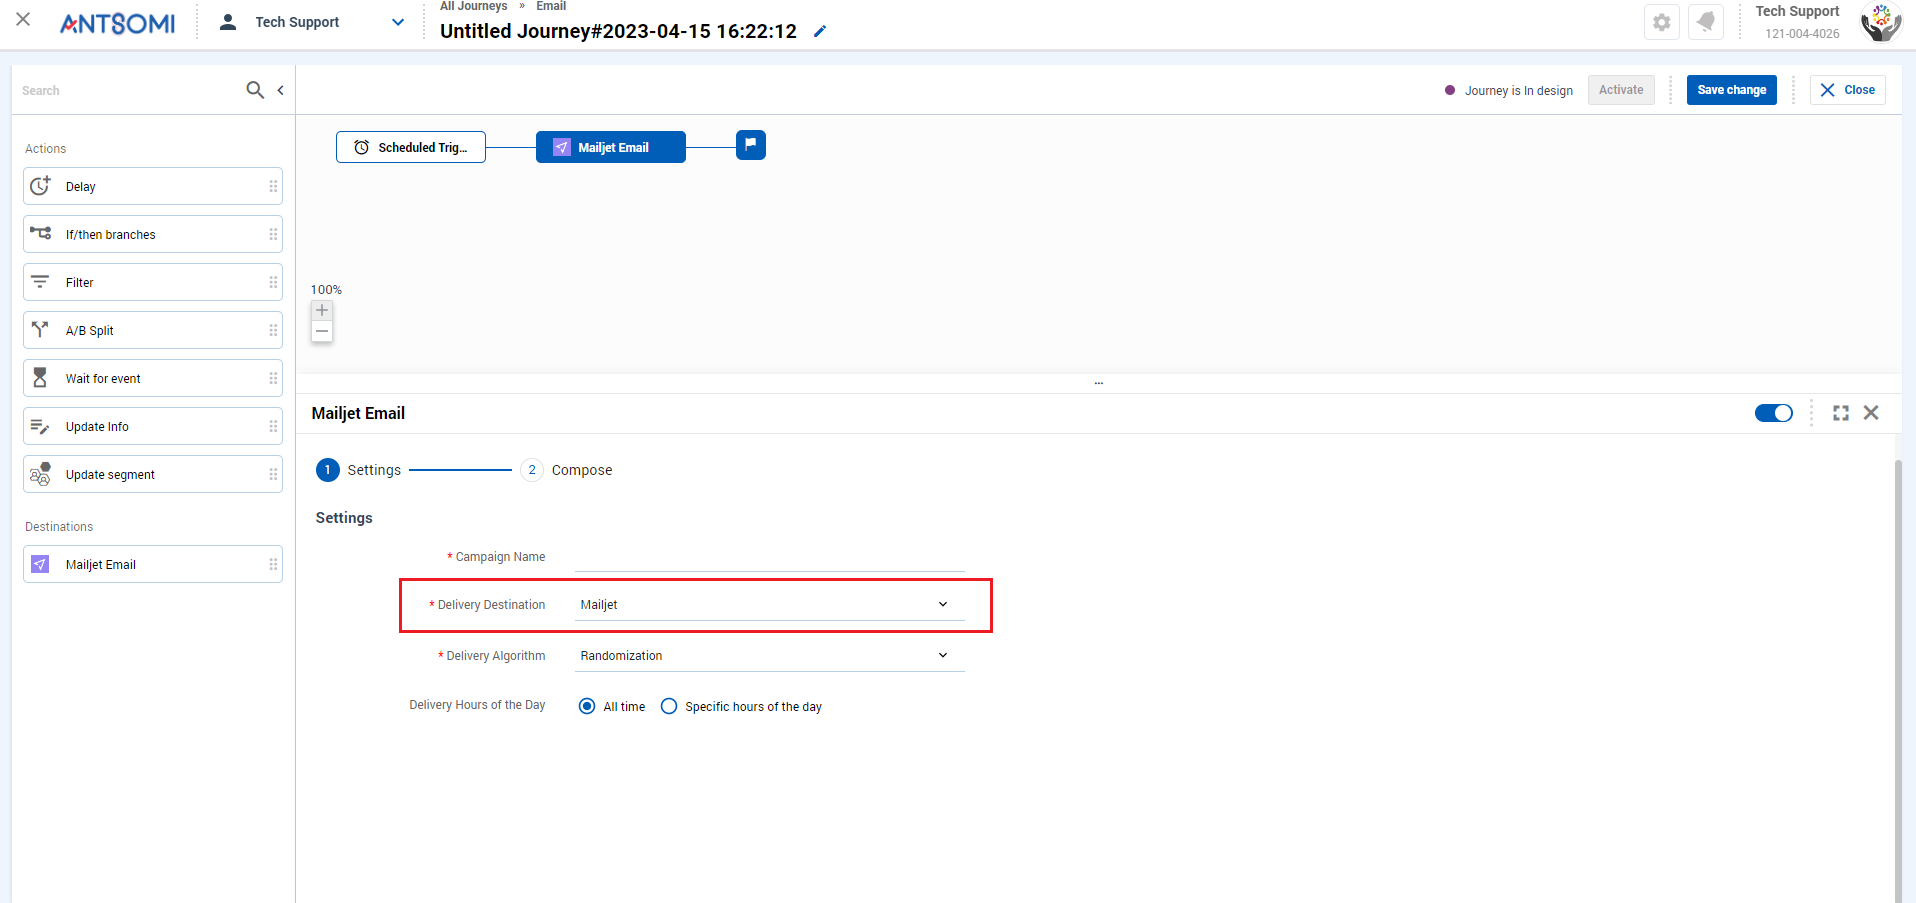 ANTSOMI
Tech Support
All Journeys » Email
Untitled Journey#2023-04-15 16:22:12
Tech Support
121-004-4026
Search
Journey is In design
Activate
Save change
Close
Actions
Delay
If/then branches
Filter
A/B Split
Wait for event
Update Info
Update segment
Destinations
Mailjet Email
Scheduled Trig...
Mailjet Email
100%
Mailjet Email
1 Settings
2 Compose
Settings
* Campaign Name
* Delivery Destination Mailjet
* Delivery Algorithm Randomization
Delivery Hours of the Day All time Specific hours of the day